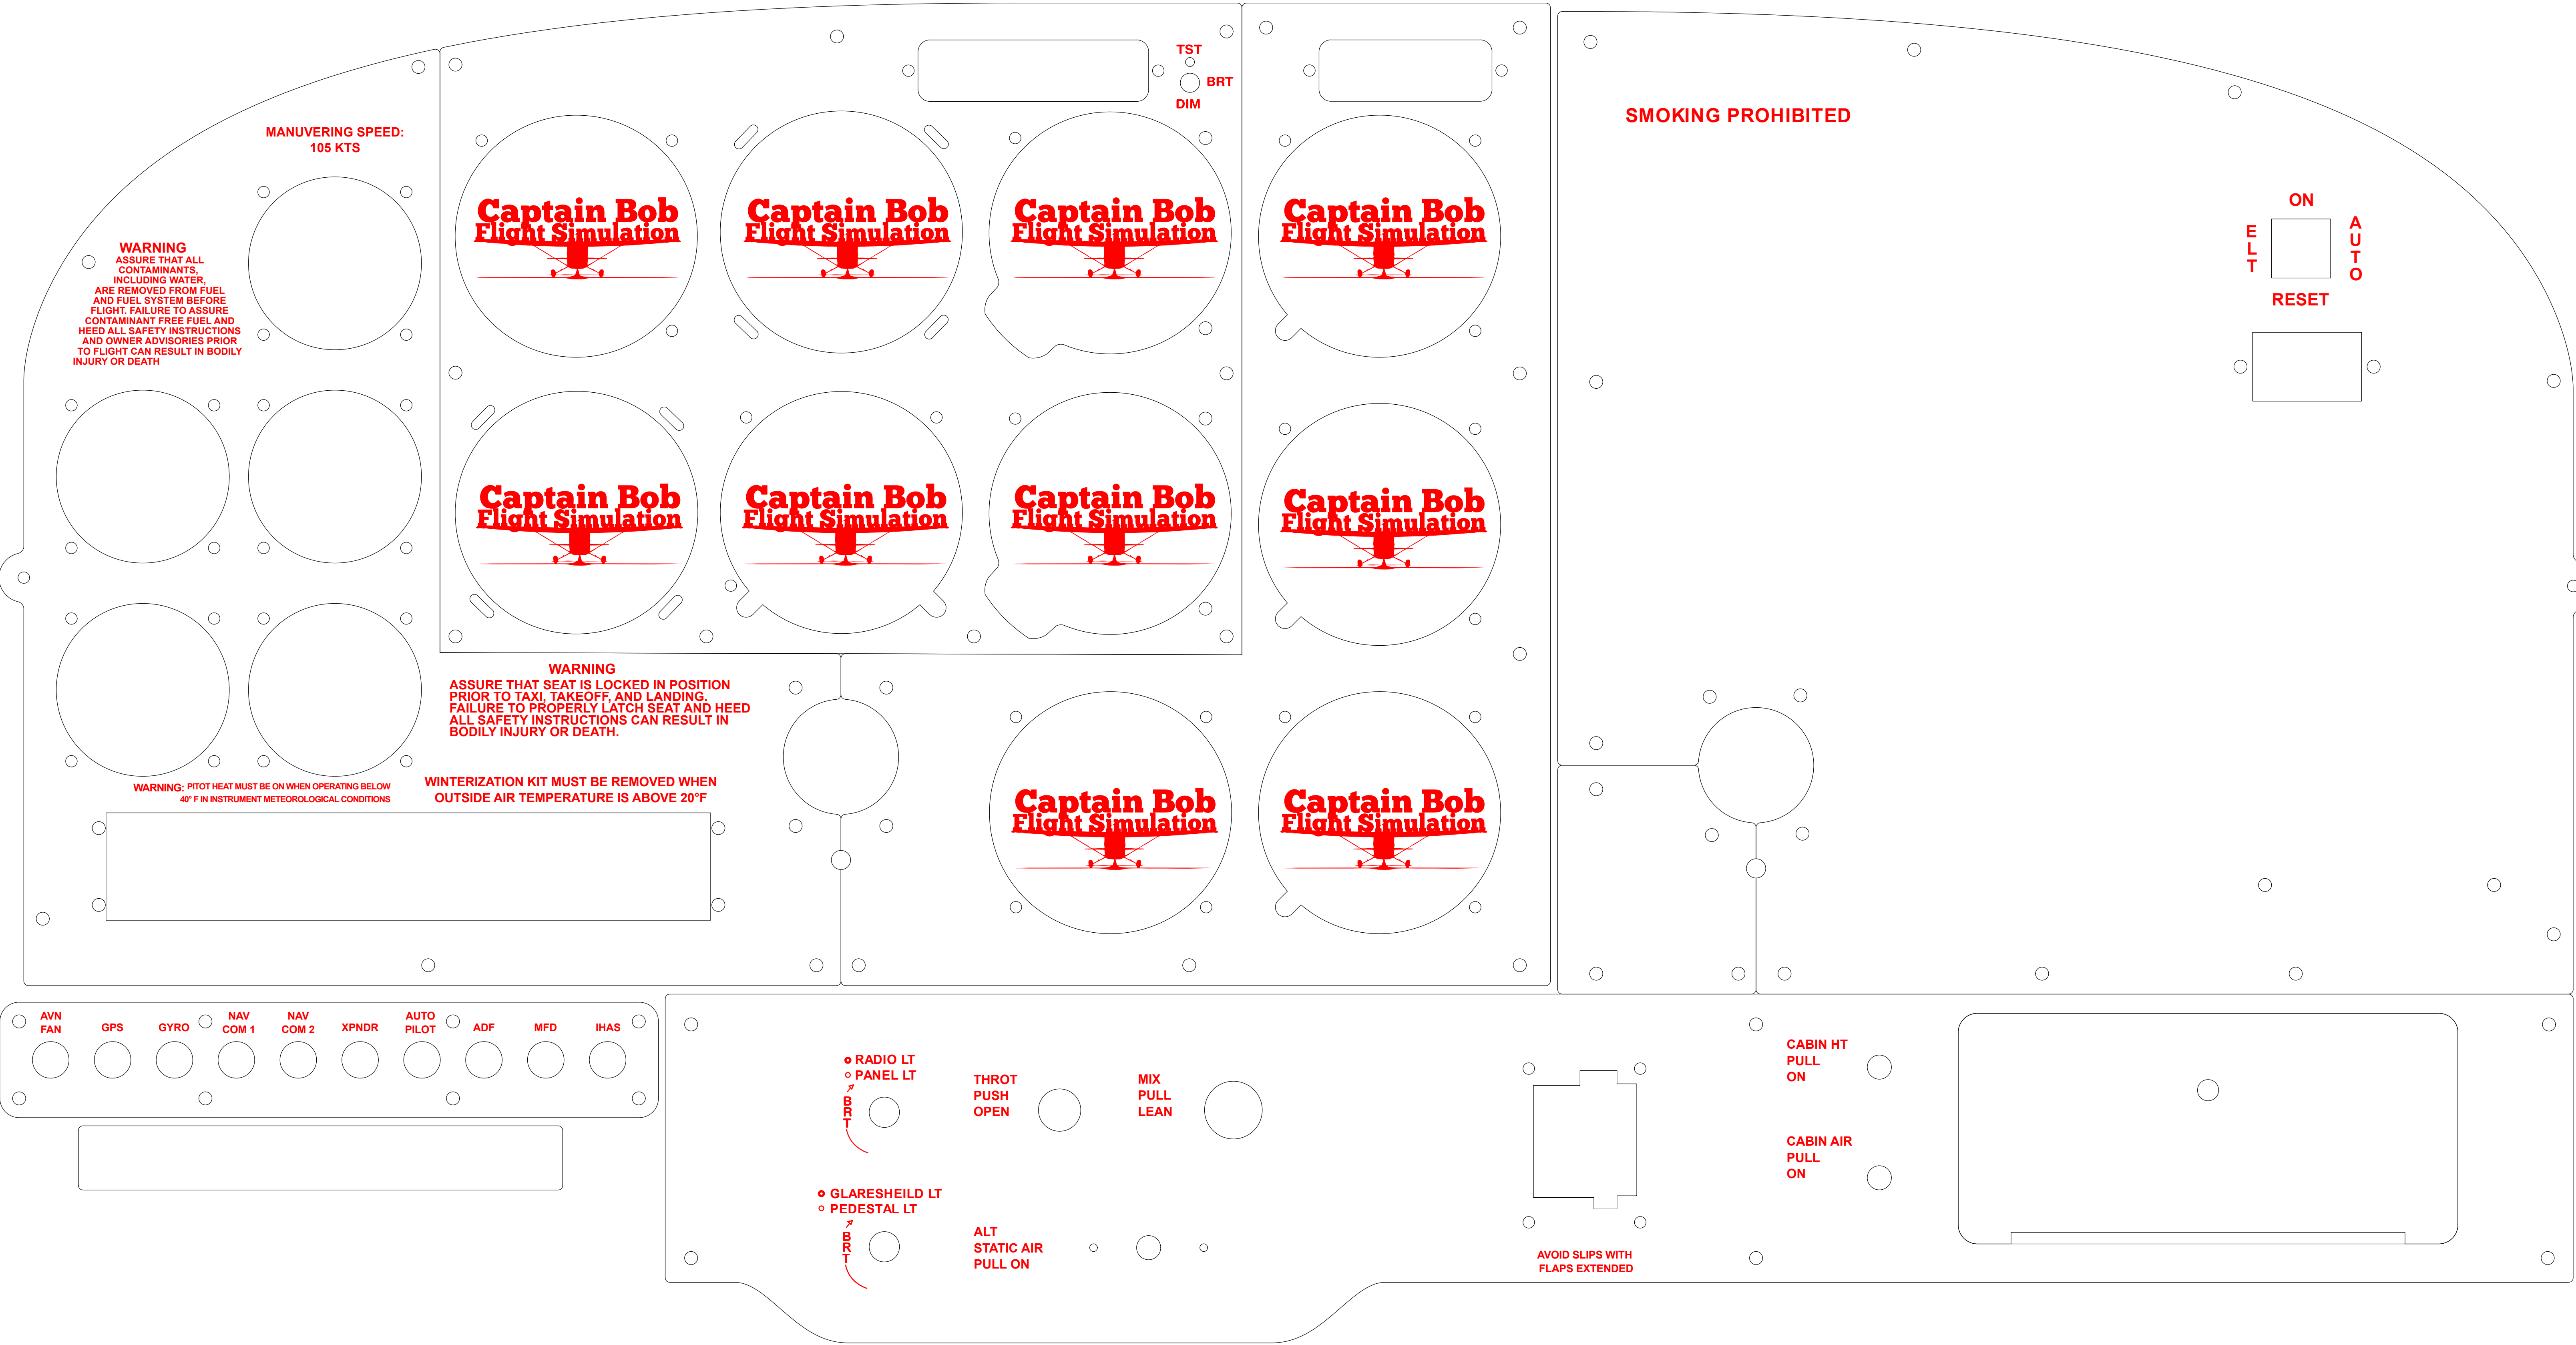 TST
BRT
DIM
MANUVERING SPEED:
105 KTS
SMOKING PROHIBITED
Captain Bob
Flight Simulation
Captain Bob
Flight Simulation
Captain Bob
Flight Simulation
Captain Bob
Flight Simulation
ON
ELT
AUTO
RESET
WARNING
ASSURE THAT ALL
CONTAMINANTS,
INCLUDING WATER,
ARE REMOVED FROM FUEL
AND FUEL SYSTEM BEFORE
FLIGHT. FAILURE TO ASSURE
CONTAMINANT FREE FUEL AND
HEED ALL SAFETY INSTRUCTIONS
AND OWNER ADVISORIES PRIOR
TO FLIGHT CAN RESULT IN BODILY
INJURY OR DEATH
Captain Bob
Flight Simulation
Captain Bob
Flight Simulation
Captain Bob
Flight Simulation
Captain Bob
Flight Simulation
WARNING
ASSURE THAT SEAT IS LOCKED IN POSITION
PRIOR TO TAXI, TAKEOFF, AND LANDING.
FAILURE TO PROPERLY LATCH SEAT AND HEED
ALL SAFETY INSTRUCTIONS CAN RESULT IN
BODILY INJURY OR DEATH.
WARNING: PITOT HEAT MUST BE ON WHEN OPERATING BELOW
40° F IN INSTRUMENT METEOROLOGICAL CONDITIONS
WINTERIZATION KIT MUST BE REMOVED WHEN
OUTSIDE AIR TEMPERATURE IS ABOVE 20°F
Captain Bob
Flight Simulation
Captain Bob
Flight Simulation
AVN
FAN
GPS
GYRO
NAV
COM 1
NAV
COM 2
XPNDR
AUTO
PILOT
ADF
MFD
IHAS
RADIO LT
PANEL LT
BRT
THROT
PUSH
OPEN
MIX
PULL
LEAN
CABIN HT
PULL
ON
CABIN AIR
PULL
ON
GLARESHEILD LT
PEDESTAL LT
BRT
ALT
STATIC AIR
PULL ON
AVOID SLIPS WITH
FLAPS EXTENDED